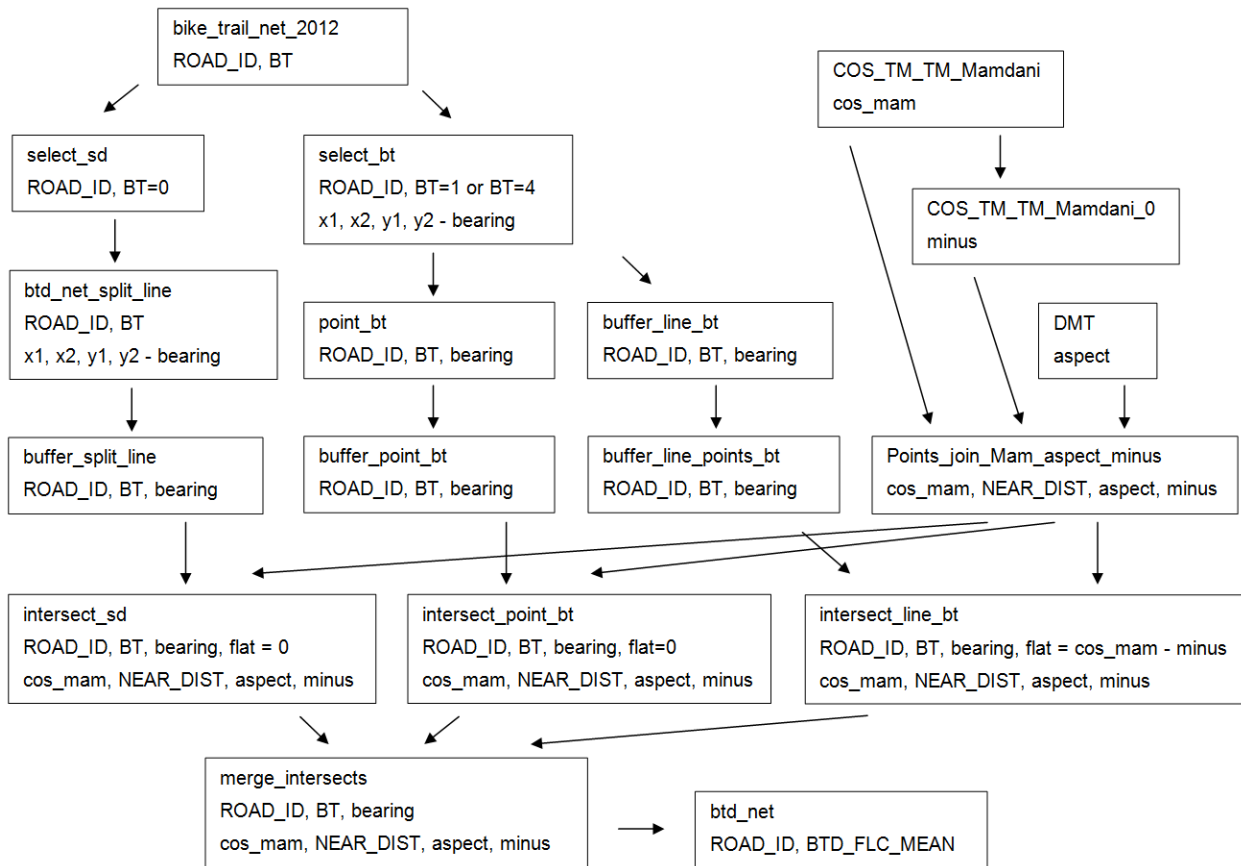 bike_trail_net_2012
ROAD_ID, BT
COS_TM_TM_Mamdani
cos_mam
select_sd
ROAD_ID, BT=0
select_bt
ROAD_ID, BT=1 or BT=4
x1, x2, y1, y2 - bearing
COS_TM_TM_Mamdani_0
minus
btd_net_split_line
ROAD_ID, BT
x1, x2, y1, y2 - bearing
point_bt
ROAD_ID, BT, bearing
buffer_line_bt
ROAD_ID, BT, bearing
DMT
aspect
buffer_split_line
ROAD_ID, BT, bearing
buffer_point_bt
ROAD_ID, BT, bearing
buffer_line_points_bt
ROAD_ID, BT, bearing
Points_join_Mam_aspect_minus
cos_mam, NEAR_DIST, aspect, minus
intersect_sd
ROAD_ID, BT, bearing, flat = 0
cos_mam, NEAR_DIST, aspect, minus
intersect_point_bt
ROAD_ID, BT, bearing, flat=0
cos_mam, NEAR_DIST, aspect, minus
intersect_line_bt
ROAD_ID, BT, bearing, flat = cos_mam - minus
cos_mam, NEAR_DIST, aspect, minus
merge_intersects
ROAD_ID, BT, bearing
cos_mam, NEAR_DIST, aspect, minus
btd_net
ROAD_ID, BTD_FLC_MEAN